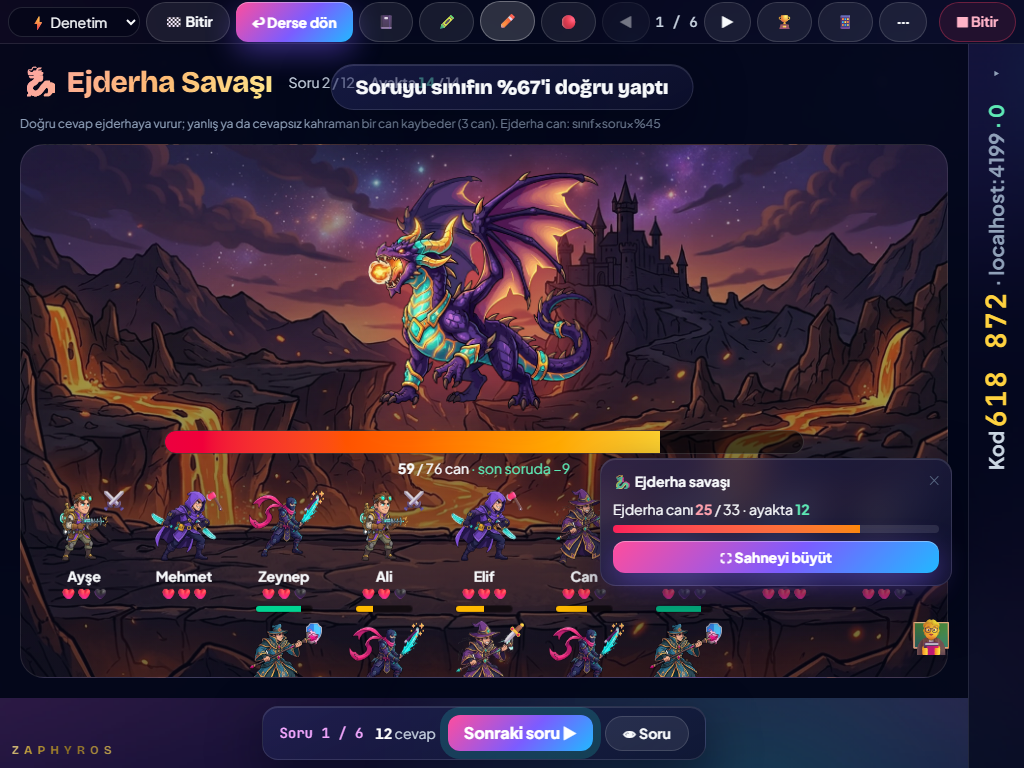 Denetim
Bitir
Derse dön
1 / 6
Bitir
Ejderha Savaşı
Soru 2 / 12 · Ayakta 14 / 14
Soruyu sınıfın %67'i doğru yaptı
Doğru cevap ejderhaya vurur; yanlış ya da cevapsız kahraman bir can kaybeder (3 can). Ejderha can: sınıf×soru×%45
59 / 76 can · son soruda −9
Ejderha savaşı
Ejderha canı 25 / 33 · ayakta 12
Sahneyi büyüt
Ayşe Mehmet Zeynep Ali Elif Can
Soru 1 / 6 12 cevap Sonraki soru Soru
ZAPHYROS
Kod 618 872 · localhost:4199 · 0